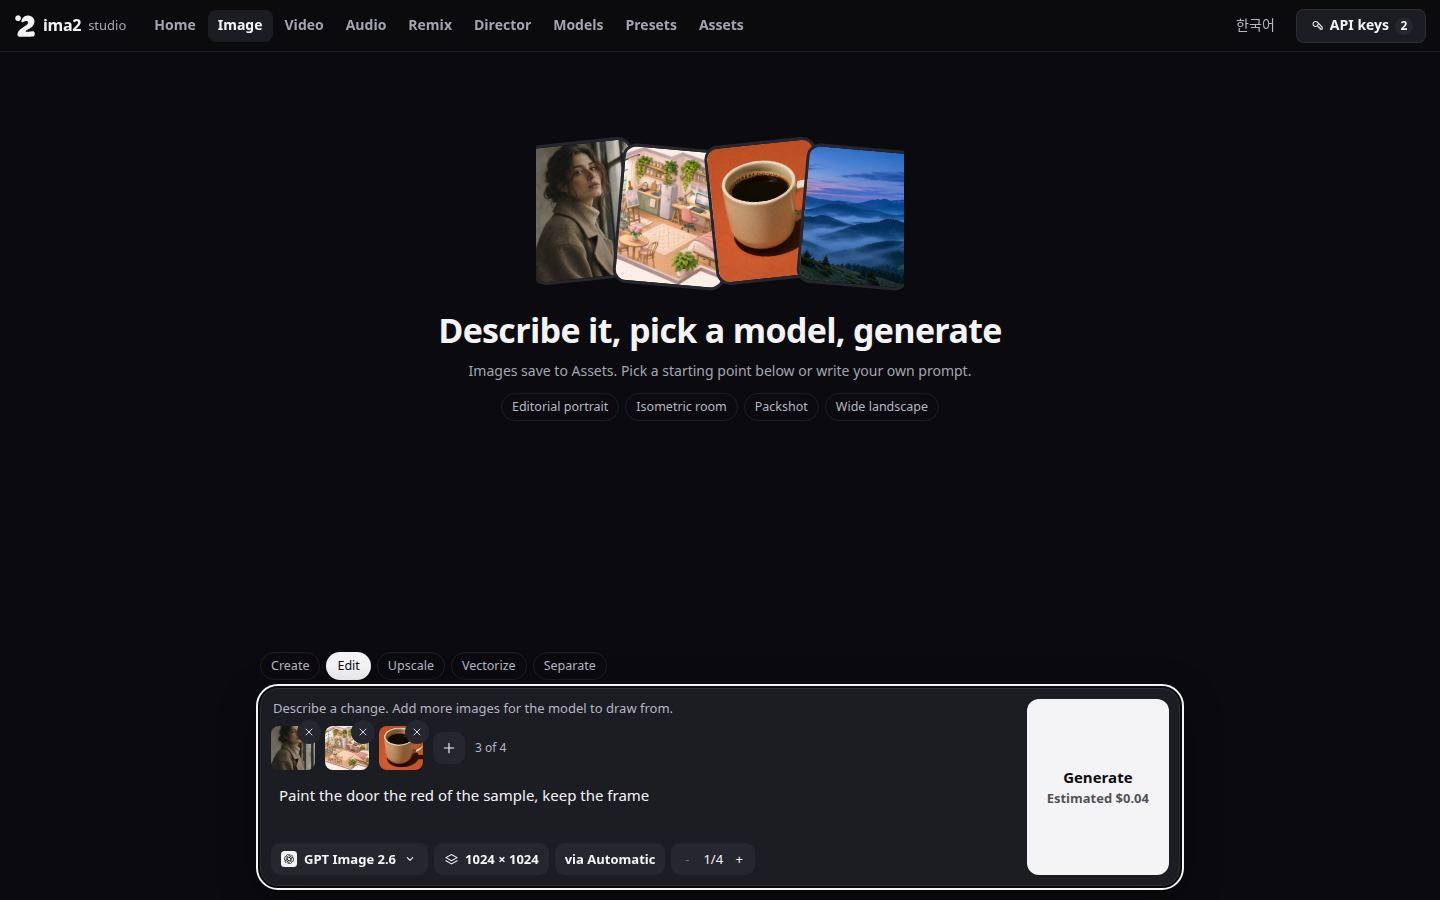 ima2 studio
Home Image Video Audio Remix Director Models Presets Assets
한국어
API keys 2
Describe it, pick a model, generate
Images save to Assets. Pick a starting point below or write your own prompt.
Editorial portrait Isometric room Packshot Wide landscape
Create Edit Upscale Vectorize Separate
Describe a change. Add more images for the model to draw from.
3 of 4
Paint the door the red of the sample, keep the frame
GPT Image 2.6 1024 × 1024 via Automatic - 1/4 +
Generate
Estimated $0.04